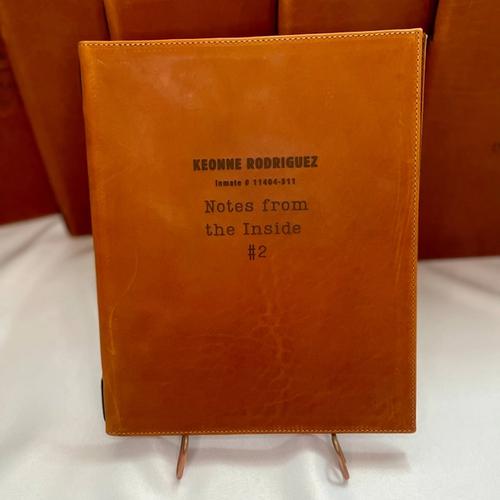 KEONNE RODRIGUEZ
Inmate # 11404-511
Notes from
the Inside
#2